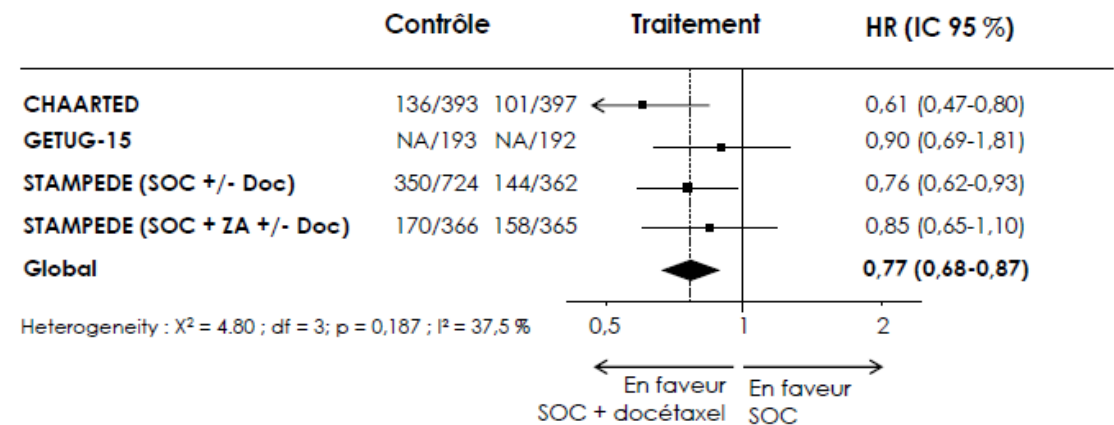 Contrôle Traitement HR (IC 95 %)
CHAARTED 136/393 101/397 0,61 (0,47-0,80)
GETUG-15 NA/193 NA/192 0,90 (0,69-1,81)
STAMPEDE (SOC +/- Doc) 350/724 144/362 0,76 (0,62-0,93)
STAMPEDE (SOC + ZA +/- Doc) 170/366 158/365 0,85 (0,65-1,10)
Global 0,77 (0,68-0,87)
Heterogeneity : X² = 4.80 ; df = 3; p = 0,187 ; I² = 37,5 % 0,5 1 2
En faveur En faveur
SOC + docétaxel SOC